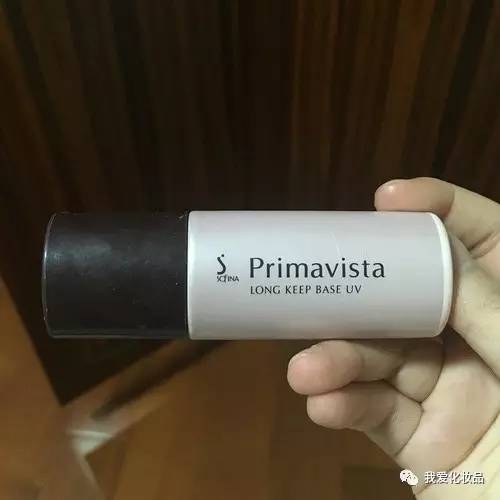 SOFINA
Primavista
LONG KEEP BASE UV
我爱化妆品